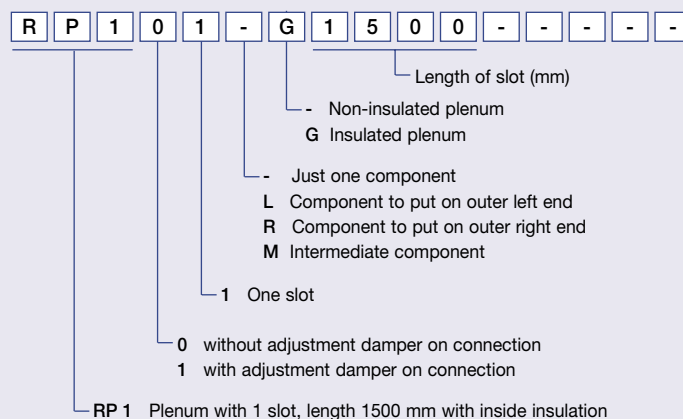 R P 1 0 1 - G 1 5 0 0 - - - - -
Length of slot (mm)
- Non-insulated plenum
G Insulated plenum
- Just one component
L Component to put on outer left end
R Component to put on outer right end
M Intermediate component
1 One slot
0 without adjustment damper on connection
1 with adjustment damper on connection
RP 1 Plenum with 1 slot, length 1500 mm with inside insulation